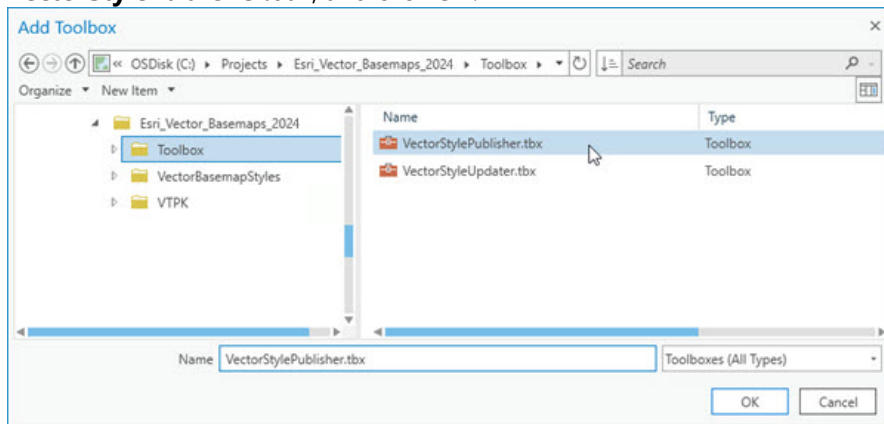 Add Toolbox
« OSDisk (C:) Projects Esri_Vector_Basemaps_2024 Toolbox Search
Organize New Item
Esri_Vector_Basemaps_2024
Toolbox
VectorBasemapStyles
VTPK
Name Type
VectorStylePublisher.tbx Toolbox
VectorStyleUpdater.tbx Toolbox
Name VectorStylePublisher.tbx Toolboxes (All Types)
OK Cancel